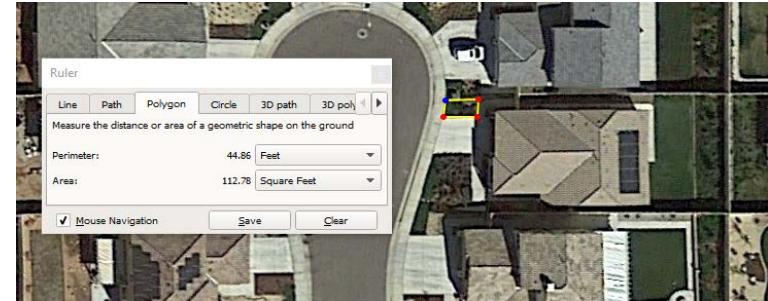 Ruler
Line Path Polygon Circle 3D path 3D poly
Measure the distance or area of a geometric shape on the ground
Perimeter: 44.86 Feet
Area: 112.78 Square Feet
Mouse Navigation Save Clear